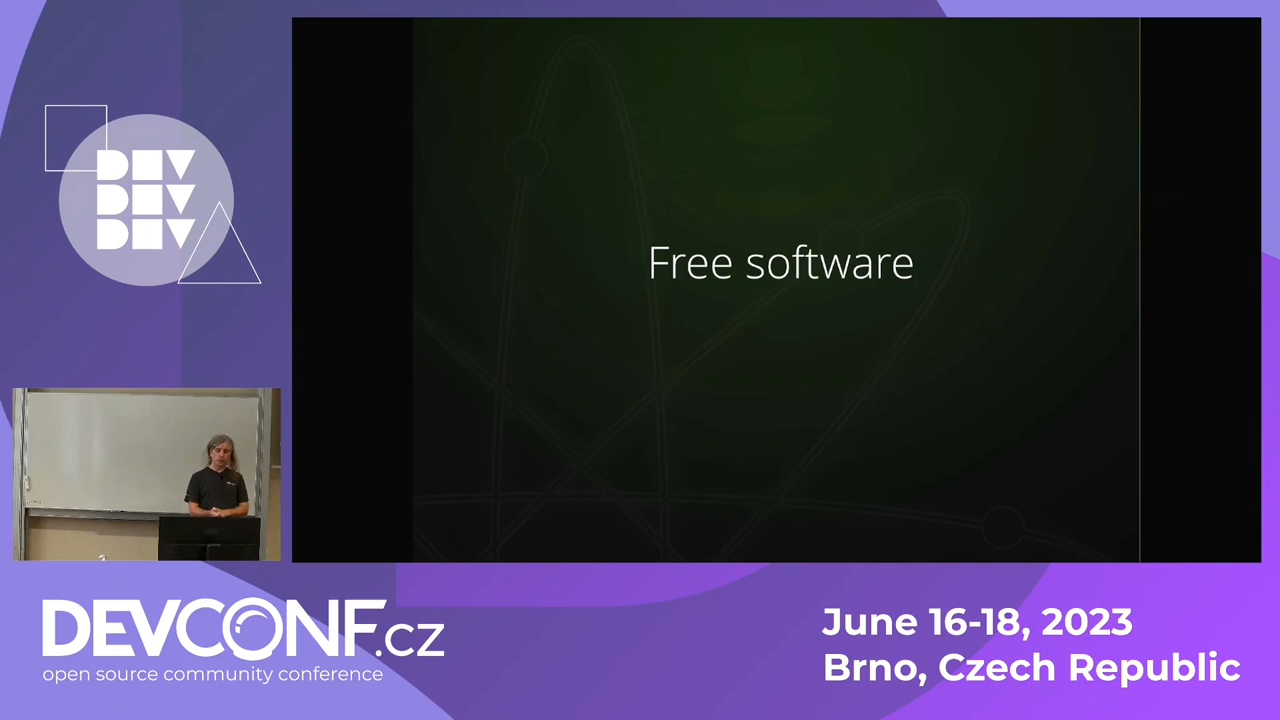 DEV
DEV
DEV
Free software
DEVCONF.cz
open source community conference
June 16-18, 2023
Brno, Czech Republic